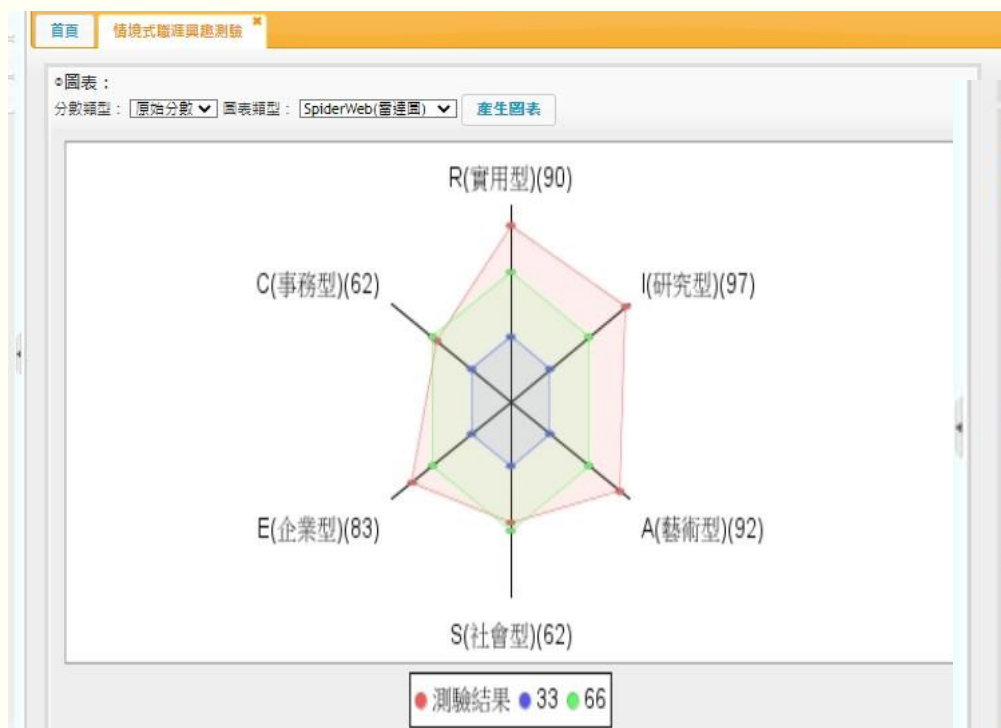 首頁 情境式職涯興趣測驗
圖表：
分數類型： 原始分數 圖表類型： SpiderWeb(雷達圖) 產生圖表
R(實用型)(90)
C(事務型)(62) I(研究型)(97)
E(企業型)(83) A(藝術型)(92)
S(社會型)(62)
測驗結果 33 66